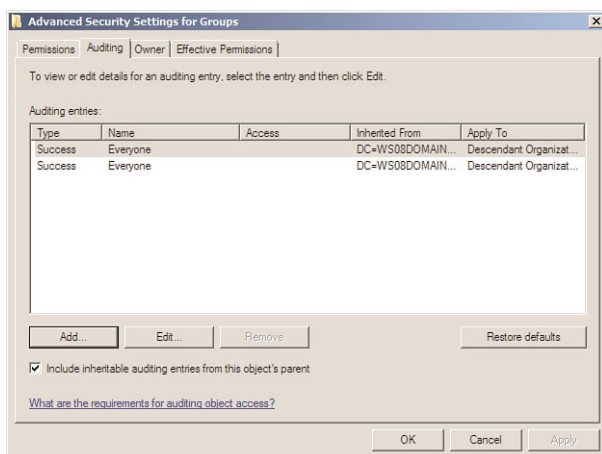 Advanced Security Settings for Groups
Permissions Auditing Owner Effective Permissions
To view or edit details for an auditing entry, select the entry and then click Edit.
Auditing entries:
Type Name Access Inherited From Apply To
Success Everyone DC=WS08DOMAIN... Descendant Organizat...
Success Everyone DC=WS08DOMAIN... Descendant Organizat...
Add... Edit... Remove Restore defaults
Include inheritable auditing entries from this object's parent
What are the requirements for auditing object access?
OK Cancel Apply